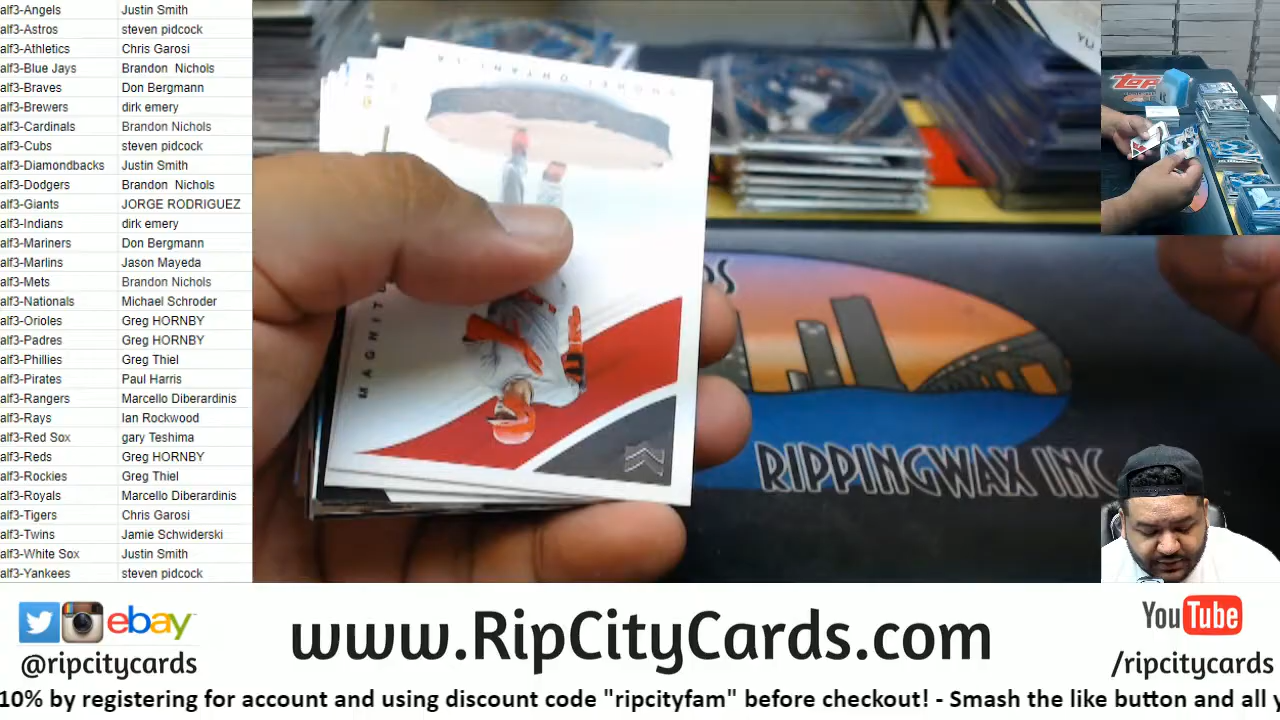 alf3-Angels Justin Smith
alf3-Astros steven pidcock
alf3-Athletics Chris Garosi
alf3-Blue Jays Brandon Nichols
alf3-Braves Don Bergmann
alf3-Brewers dirk emery
alf3-Cardinals Brandon Nichols
alf3-Cubs steven pidcock
alf3-Diamondbacks Justin Smith
alf3-Dodgers Brandon Nichols
alf3-Giants JORGE RODRIGUEZ
alf3-Indians dirk emery
alf3-Mariners Don Bergmann
alf3-Marlins Jason Mayeda
alf3-Mets Brandon Nichols
alf3-Nationals Michael Schroder
alf3-Orioles Greg HORNBY
alf3-Padres Greg HORNBY
alf3-Phillies Greg Thiel
alf3-Pirates Paul Harris
alf3-Rangers Marcello Diberardinis
alf3-Rays Ian Rockwood
alf3-Red Sox gary Teshima
alf3-Reds Greg HORNBY
alf3-Rockies Greg Thiel
alf3-Royals Marcello Diberardinis
alf3-Tigers Chris Garosi
alf3-Twins Jamie Schwiderski
alf3-White Sox Justin Smith
alf3-Yankees steven pidcock
SHOHEI OHTANI
MAGNITU
YU
RIPPINGWAX INC
Topps
ebay
@ripcitycards
www.RipCityCards.com
YouTube
/ripcitycards
10% by registering for account and using discount code "ripcityfam" before checkout! - Smash the like button and all y